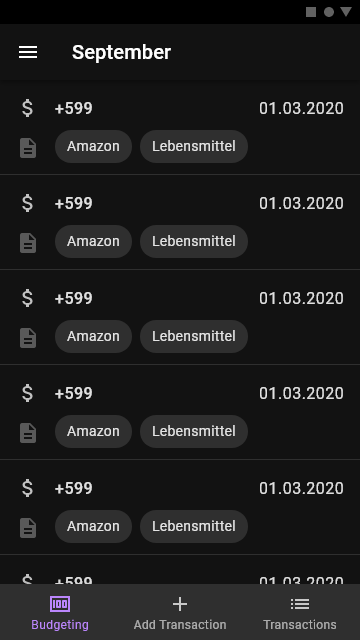 September
$ +599 01.03.2020
Amazon Lebensmittel
$ +599 01.03.2020
Amazon Lebensmittel
$ +599 01.03.2020
Amazon Lebensmittel
$ +599 01.03.2020
Amazon Lebensmittel
$ +599 01.03.2020
Amazon Lebensmittel
$ +599 01.03.2020
100
Budgeting Add Transaction Transactions